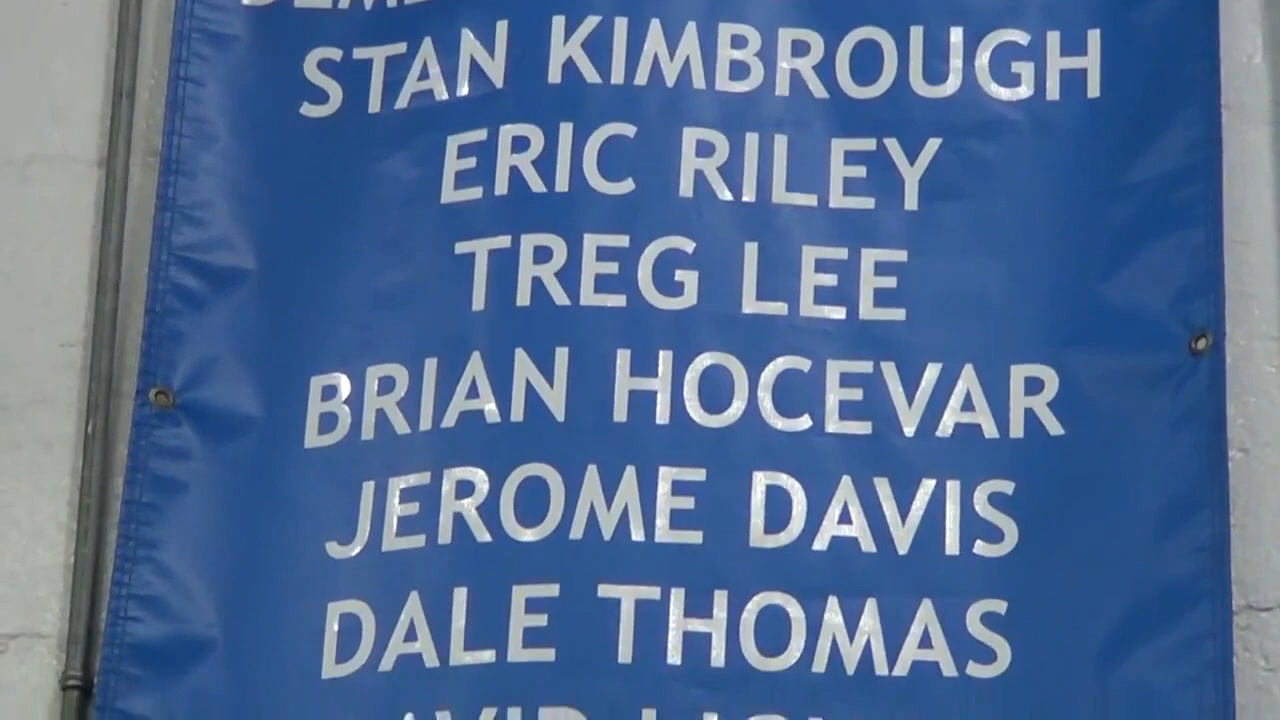 STAN KIMBROUGH
ERIC RILEY
TREG LEE
BRIAN HOCEVAR
JEROME DAVIS
DALE THOMAS